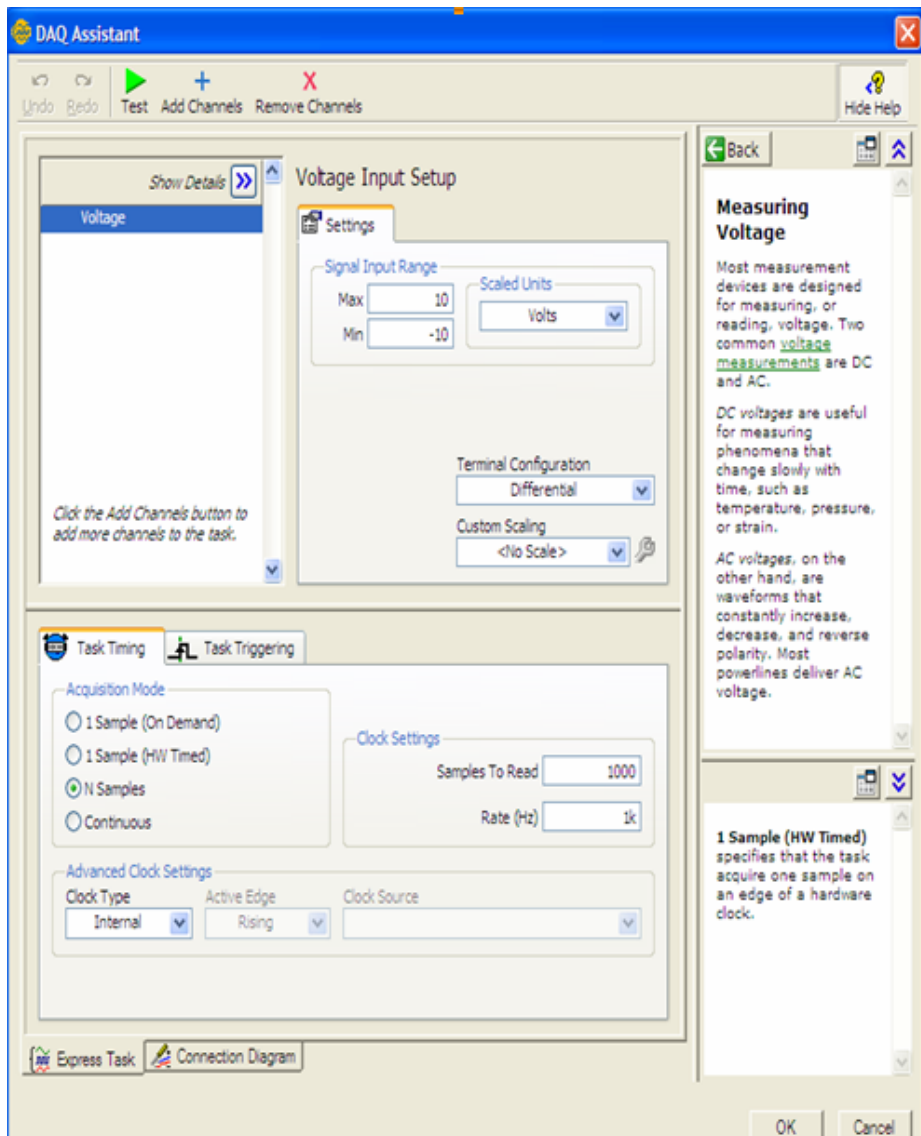 DAQ Assistant
Undo Redo Test Add Channels Remove Channels Hide Help
Show Details
Voltage
Click the Add Channels button to
add more channels to the task.
Voltage Input Setup
Settings
Signal Input Range
Max 10
Min -10
Scaled Units
Volts
Terminal Configuration
Differential
Custom Scaling
<No Scale>
Task Timing Task Triggering
Acquisition Mode
1 Sample (On Demand)
1 Sample (HW Timed)
N Samples
Continuous
Clock Settings
Samples To Read 1000
Rate (Hz) 1k
Advanced Clock Settings
Clock Type Active Edge Clock Source
Internal Rising
Express Task Connection Diagram
Back
Measuring
Voltage
Most measurement
devices are designed
for measuring, or
reading, voltage. Two
common voltage
measurements are DC
and AC.
DC voltages are useful
for measuring
phenomena that
change slowly with
time, such as
temperature, pressure,
or strain.
AC voltages, on the
other hand, are
waveforms that
constantly increase,
decrease, and reverse
polarity. Most
powerlines deliver AC
voltage.
1 Sample (HW Timed)
specifies that the task
acquire one sample on
an edge of a hardware
clock.
OK Cancel